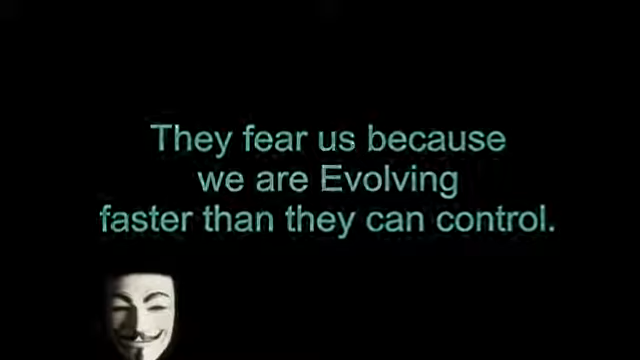 They fear us because
we are Evolving
faster than they can control.